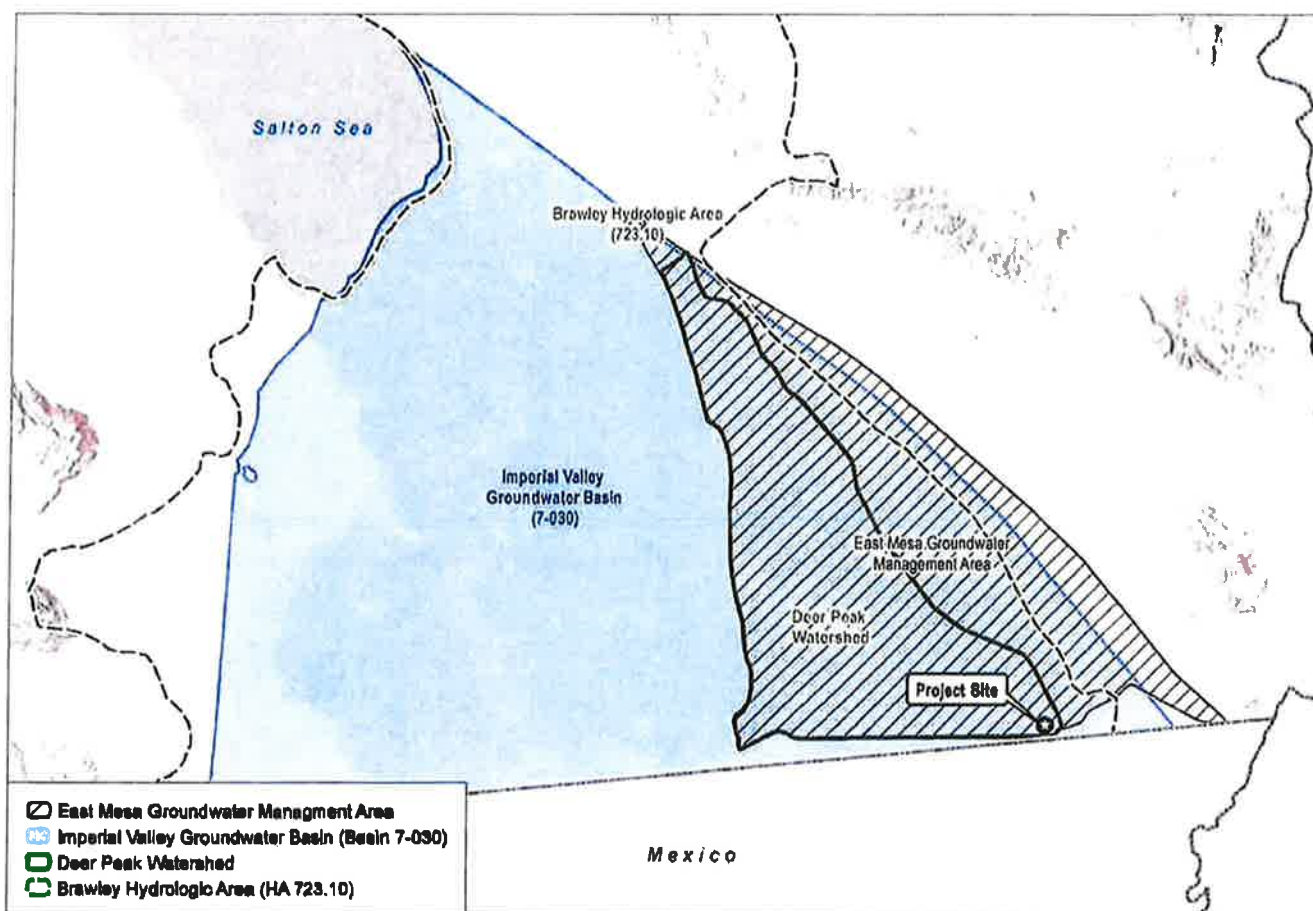 Salton Sea
Brawley Hydrologic Area
(723.10)
Imperial Valley
Groundwater Basin
(7-030)
East Mesa Groundwater
Management Area
Deer Peak
Watershed
Project Site
East Mesa Groundwater Managment Area
Imperial Valley Groundwater Basin (Basin 7-030)
Deer Peak Watershed
Brawley Hydrologic Area (HA 723.10)
Mexico